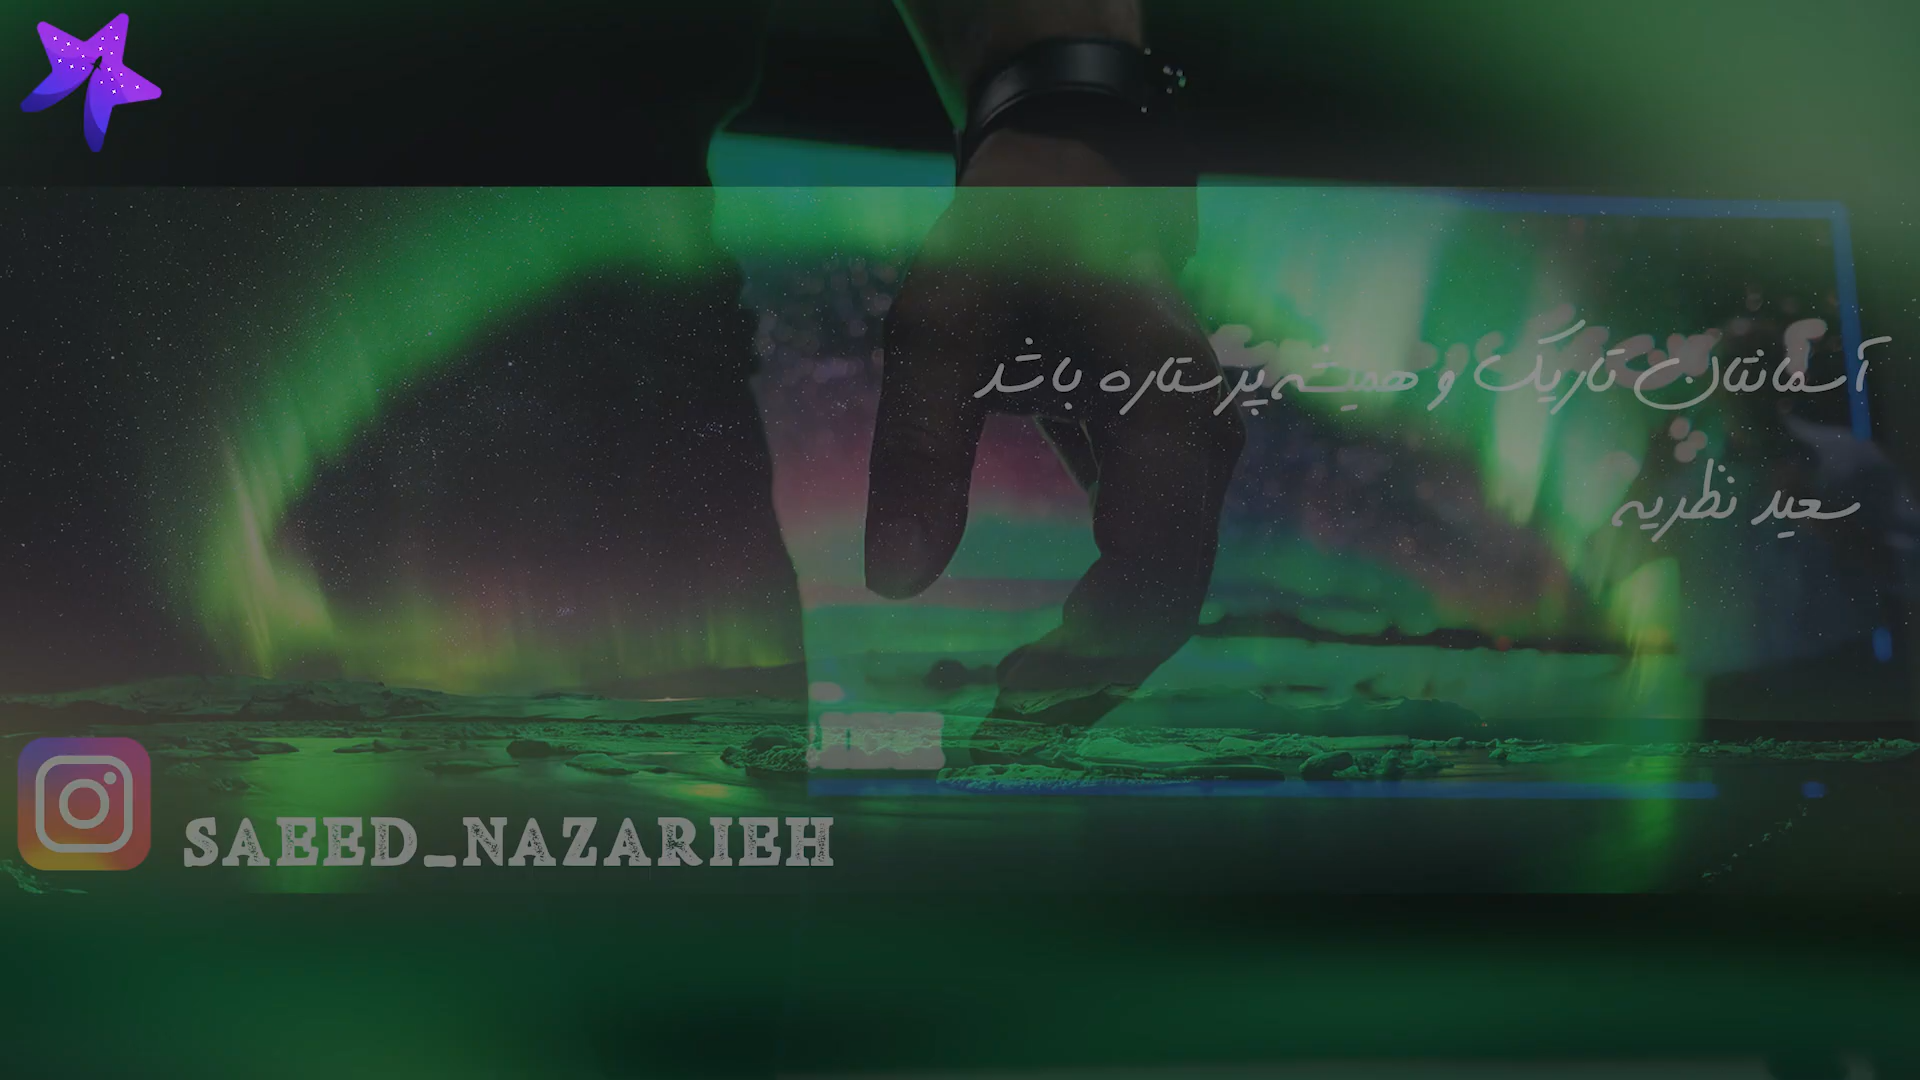 آسمانتان تاریک و همیشه پرستاره باشد
سعید نظریه
SAEED_NAZARIEH